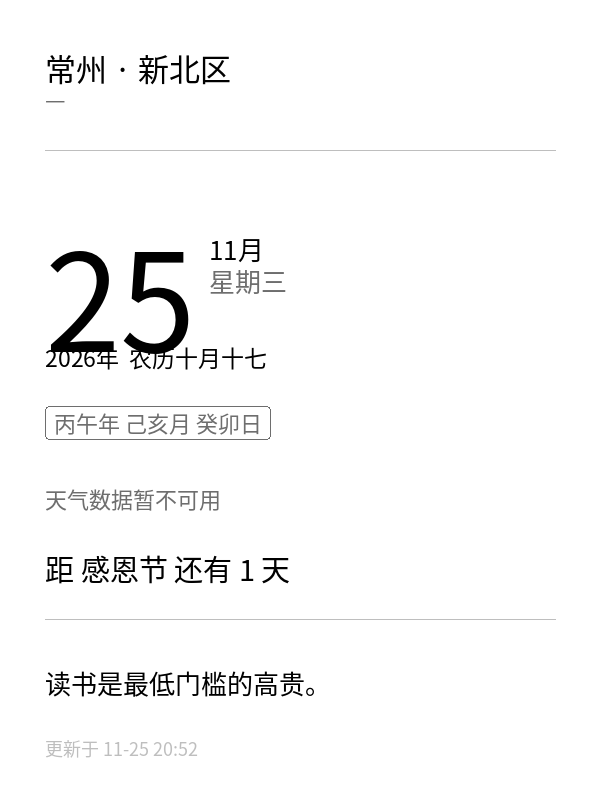 常州 · 新北区
—
25
11月
星期三
2026年 农历十月十七
丙午年 己亥月 癸卯日
天气数据暂不可用
距 感恩节 还有 1 天
读书是最低门槛的高贵。
更新于 11-25 20:52